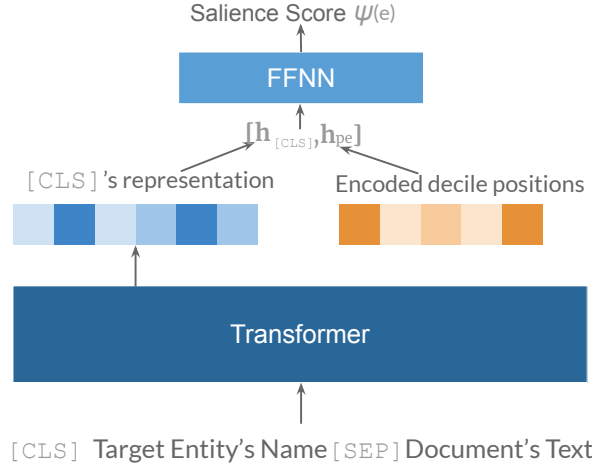 Salience Score ψ(e)
FFNN
[h[CLS],hpe]
[CLS]'s representation
Encoded decile positions
Transformer
[CLS] Target Entity's Name [SEP] Document's Text